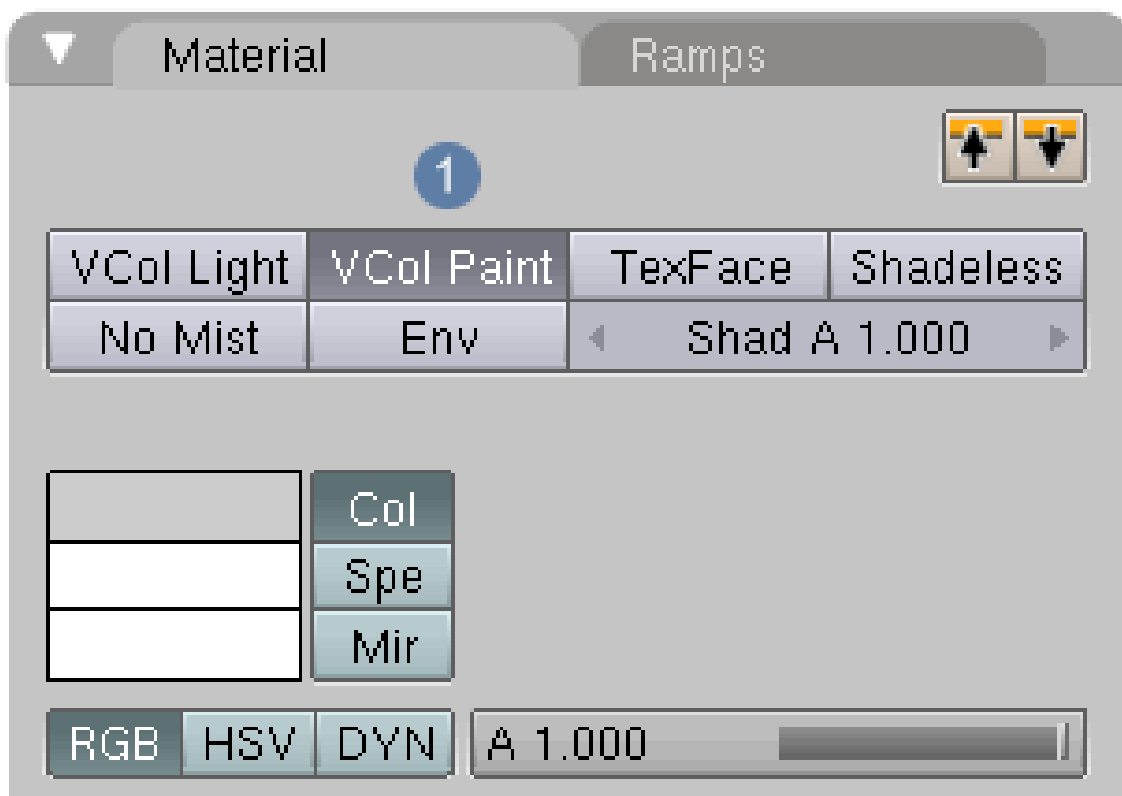 Material Ramps
1
VCol Light VCol Paint TexFace Shadeless
No Mist Env Shad A 1.000
Col
Spe
Mir
RGB HSV DYN A 1.000